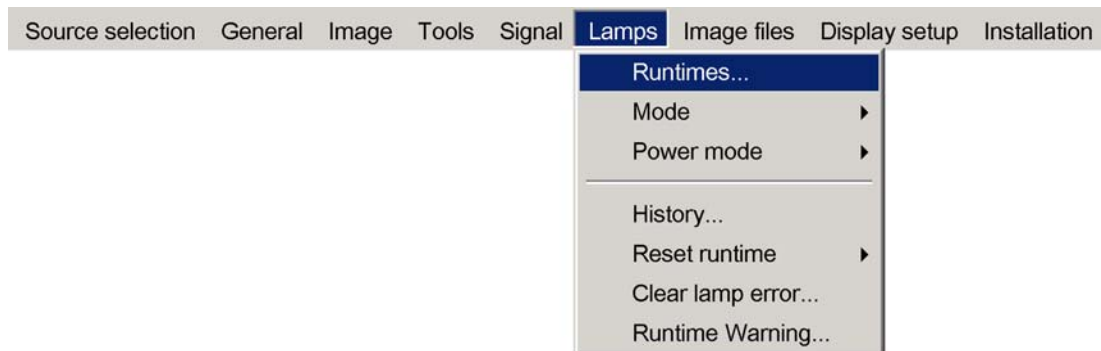 Source selection General Image Tools Signal Lamps Image files Display setup Installation
Runtimes...
Mode
Power mode
History...
Reset runtime
Clear lamp error...
Runtime Warning...